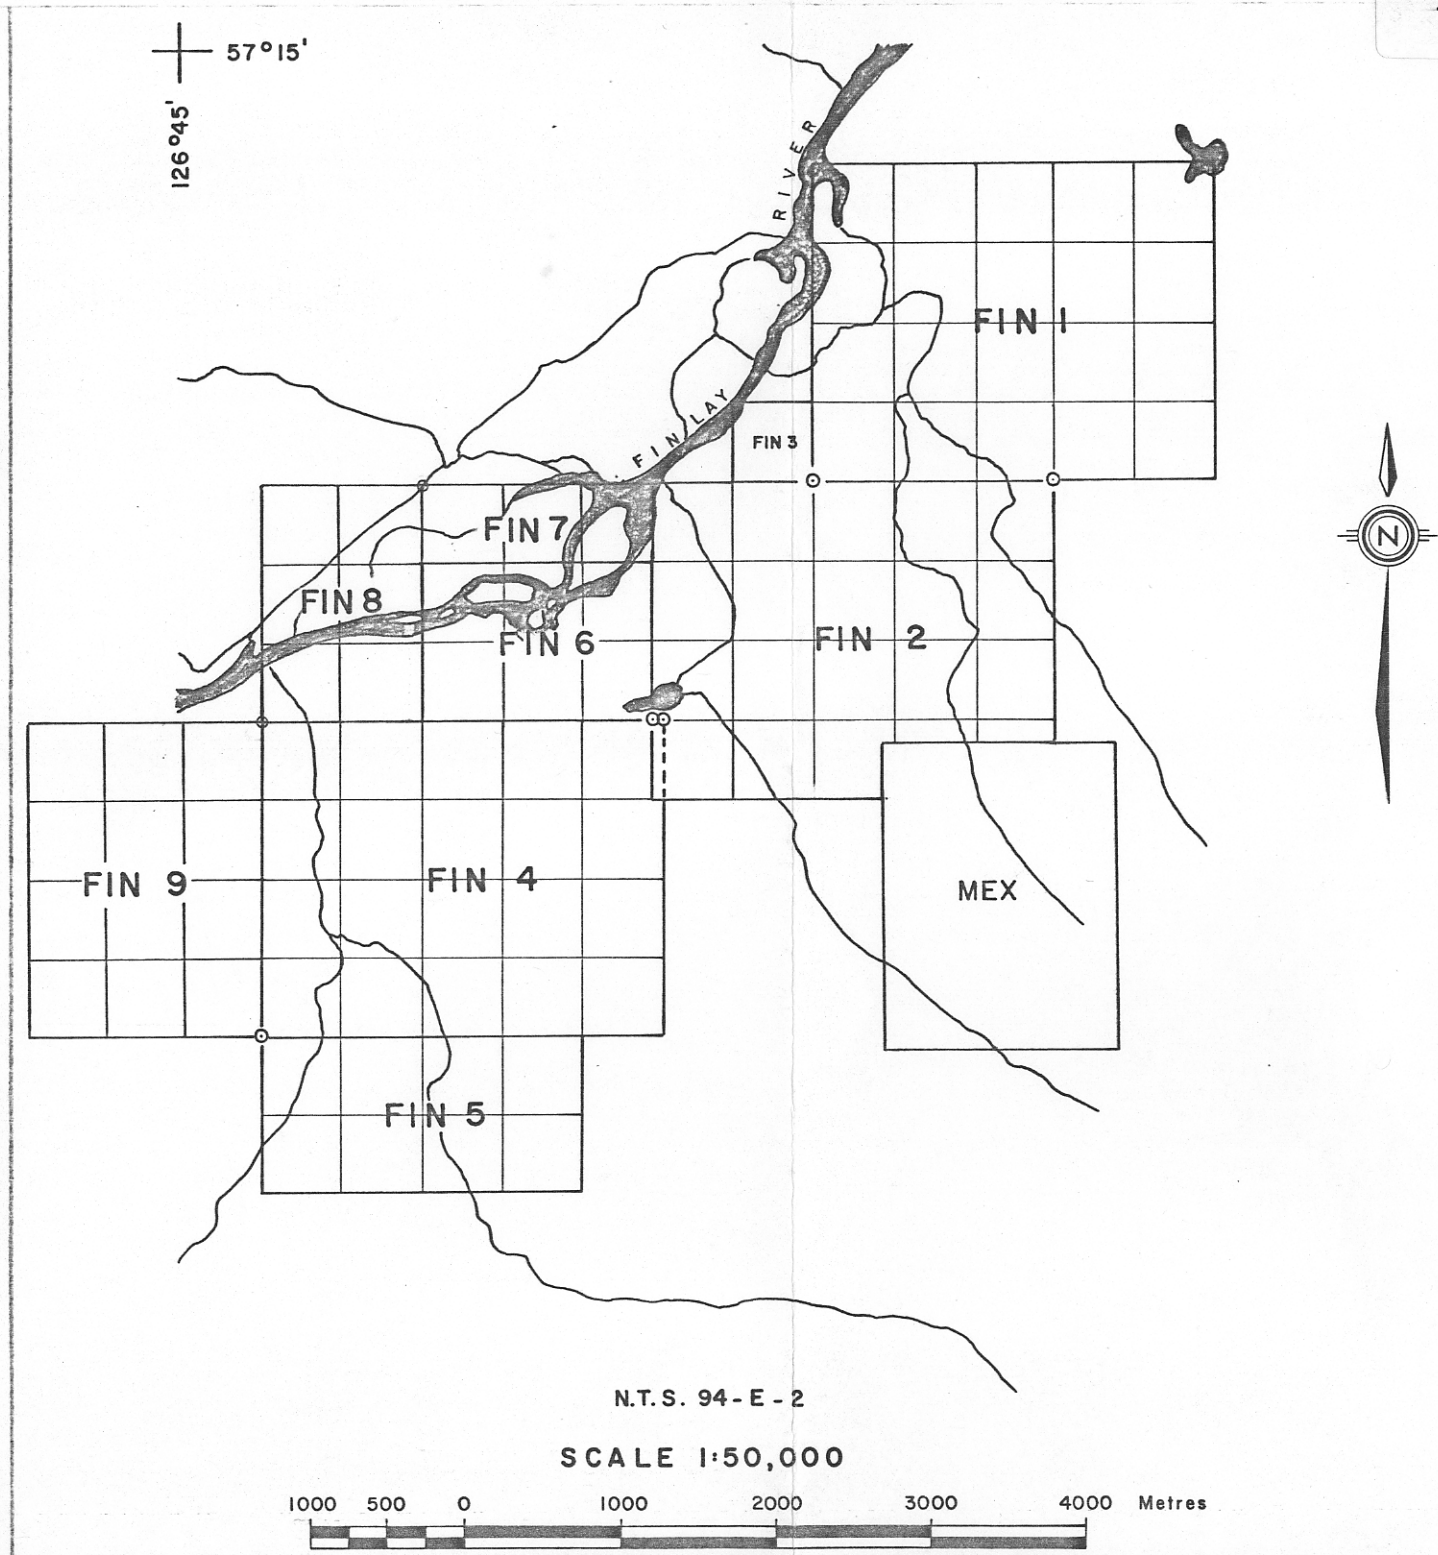 57°15'
126°45'
RIVER
FIN 1
FINLAY
FIN 3
N
FIN 7
FIN 8
FIN 6
FIN 2
FIN 9
FIN 4
MEX
FIN 5
N.T.S. 94-E-2
SCALE 1:50,000
1000 500 0 1000 2000 3000 4000 Metres